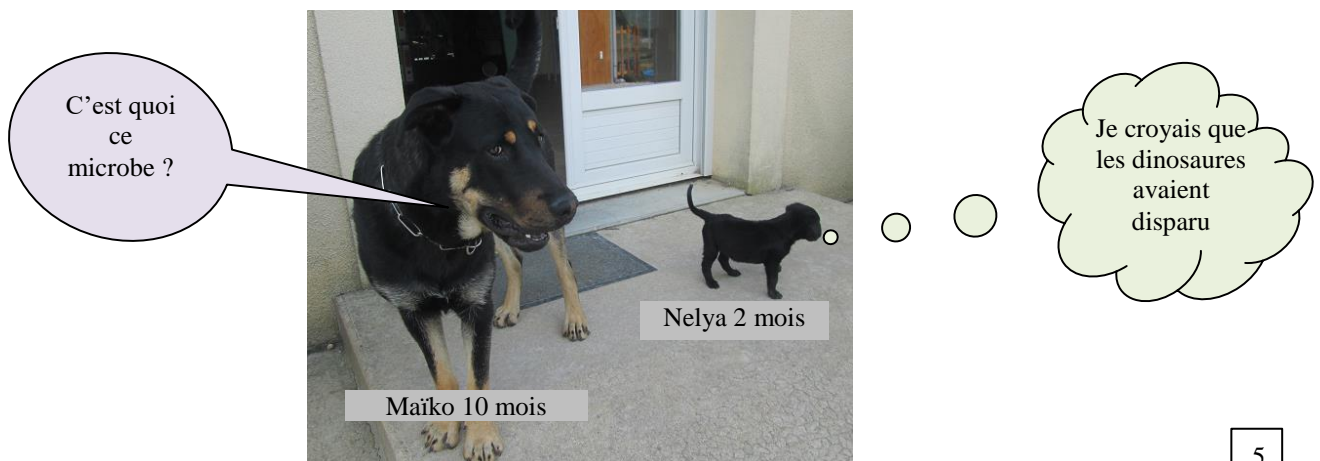 C'est quoi
ce
microbe ?
Je croyais que
les dinosaures
avaient
disparu
Nelya 2 mois
Maïko 10 mois
5